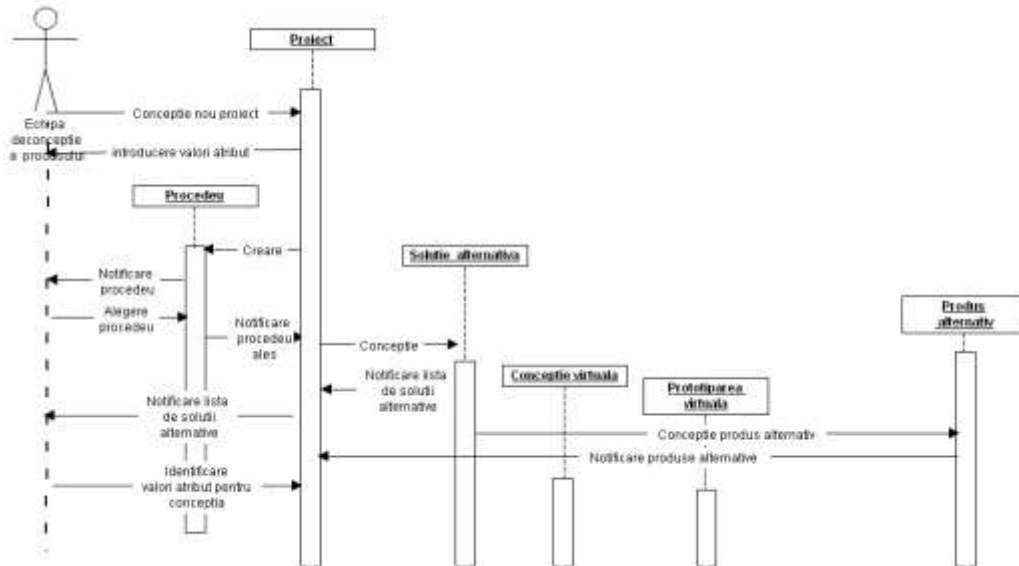 Proiect
Conceptie nou proiect
Echipa
deconceptie
a produsului
introducere valori atribut
Procedeu
Creare
Solutie_alternativa
Notificare
procedeu
Produs
alternativ
Alegere
procedeu
Notificare
procedeu
ales
Conceptie
Conceptie virtuala
Notificare lista
de solutii
alternative
Prototiparea
virtuala
Notificare lista
de solutii
alternative
Conceptie produs alternativ
Notificare produse alternative
Identificare
valori atribut pentru
conceptia